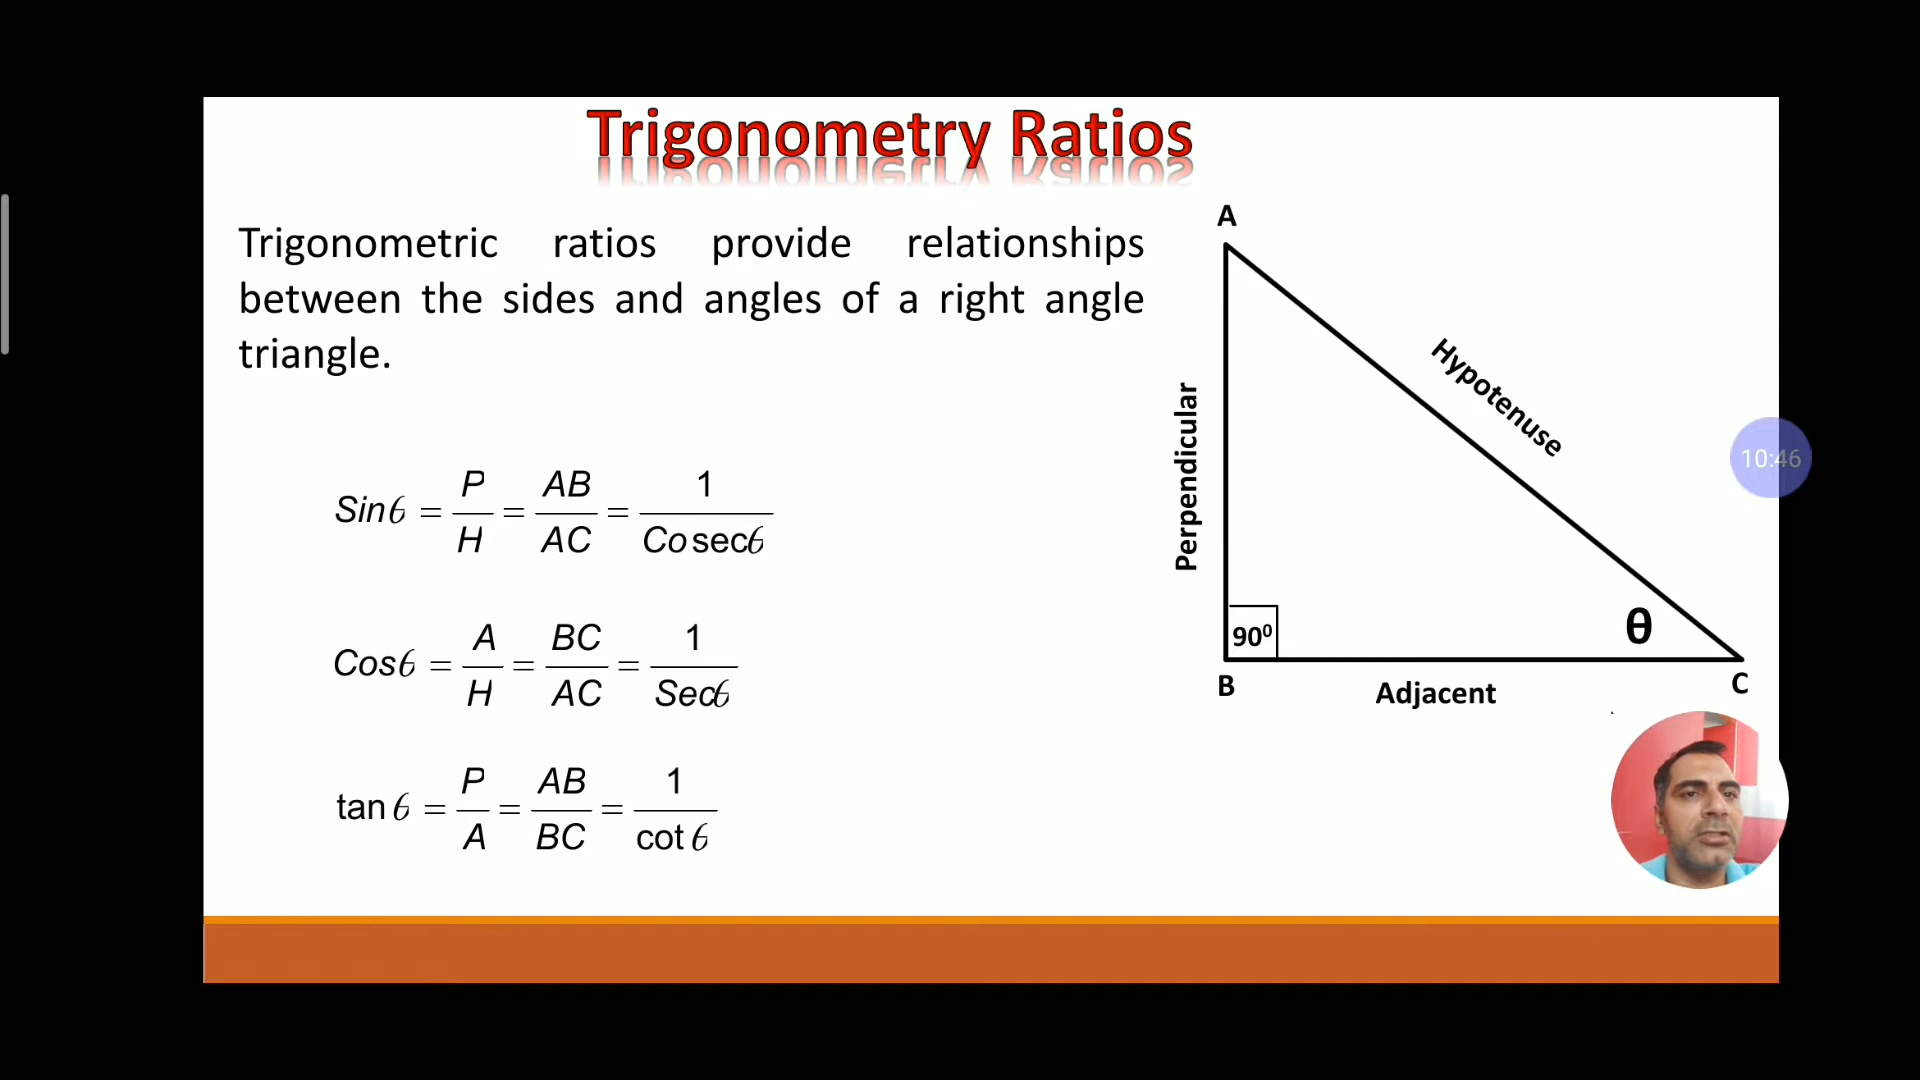 Trigonometry Ratios
Trigonometric ratios provide relationships
between the sides and angles of a right angle
triangle.
Sinθ = P/H = AB/AC = 1/Cosecθ
Cosθ = A/H = BC/AC = 1/Secθ
tanθ = P/A = AB/BC = 1/cotθ
A
Hypotenuse
Perpendicular
10:46
θ
90⁰
B
Adjacent
C